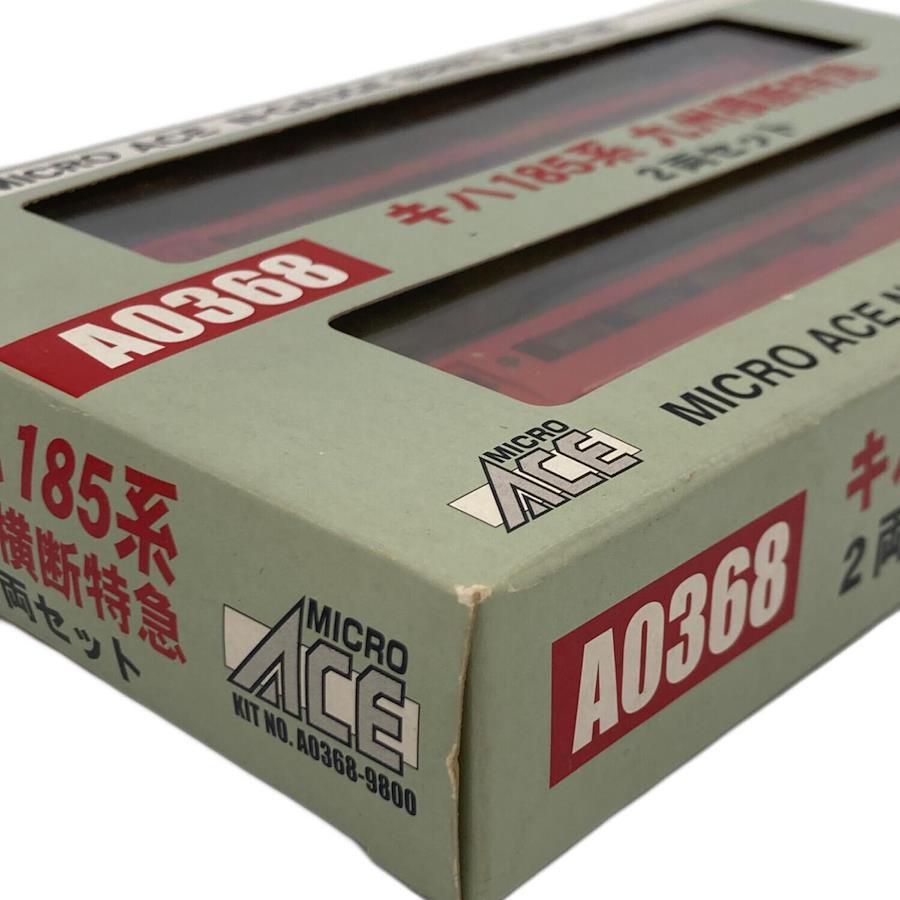 MICRO ACE
キハ185系 九州横断特急
2両セット
A0368
MICRO
ACE
MICRO ACE N
185系
横断特急
両セット
MICRO
ACE
KIT NO. A0368-9800
A0368
キハ
2両